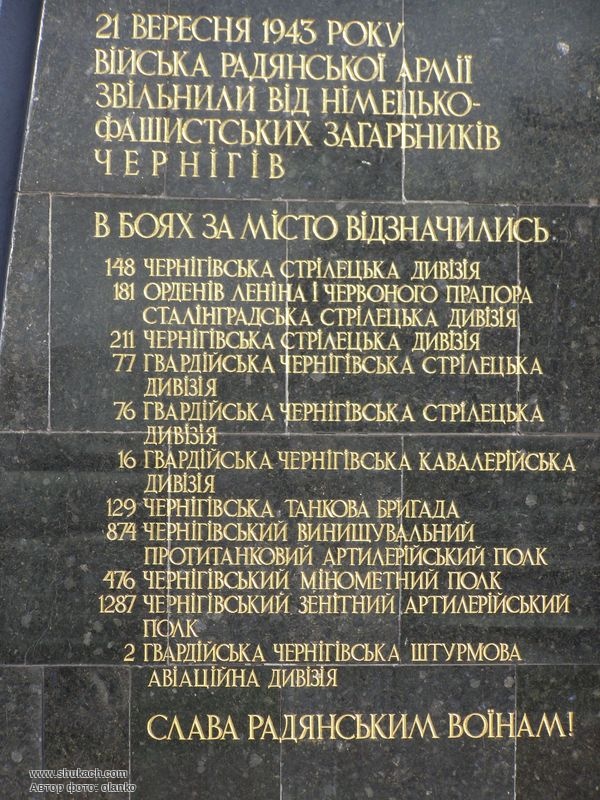 21 ВЕРЕСНЯ 1943 РОКУ
ВІЙСЬКА РАДЯНСЬКОЇ АРМІЇ
ЗВІЛЬНИЛИ ВІД НІМЕЦЬКО-
ФАШИСТСЬКИХ ЗАГАРБНИКІВ
ЧЕРНІГІВ
В БОЯХ ЗА МІСТО ВІДЗНАЧИЛИСЬ
148 ЧЕРНІГІВСЬКА СТРІЛЕЦЬКА ДИВІЗІЯ
181 ОРДЕНІВ ЛЕНІНА І ЧЕРВОНОГО ПРАПОРА
СТАЛІНГРАДСЬКА СТРІЛЕЦЬКА ДИВІЗІЯ
211 ЧЕРНІГІВСЬКА СТРІЛЕЦЬКА ДИВІЗІЯ
77 ГВАРДІЙСЬКА ЧЕРНІГІВСЬКА СТРІЛЕЦЬКА
ДИВІЗІЯ
76 ГВАРДІЙСЬКА ЧЕРНІГІВСЬКА СТРІЛЕЦЬКА
ДИВІЗІЯ
16 ГВАРДІЙСЬКА ЧЕРНІГІВСЬКА КАВАЛЕРІЙСЬКА
ДИВІЗІЯ
129 ЧЕРНІГІВСЬКА ТАНКОВА БРИГАДА
874 ЧЕРНІГІВСЬКИЙ ВИНИЩУВАЛЬНИЙ
ПРОТИТАНКОВИЙ АРТИЛЕРІЙСЬКИЙ ПОЛК
476 ЧЕРНІГІВСЬКИЙ МІНОМЕТНИЙ ПОЛК
1287 ЧЕРНІГІВСЬКИЙ ЗЕНІТНИЙ АРТИЛЕРІЙСЬКИЙ
ПОЛК
2 ГВАРДІЙСЬКА ЧЕРНІГІВСЬКА ШТУРМОВА
АВІАЦІЙНА ДИВІЗІЯ
СЛАВА РАДЯНСЬКИМ ВОЇНАМ!
www.shukach.com
Автор фото: olanko